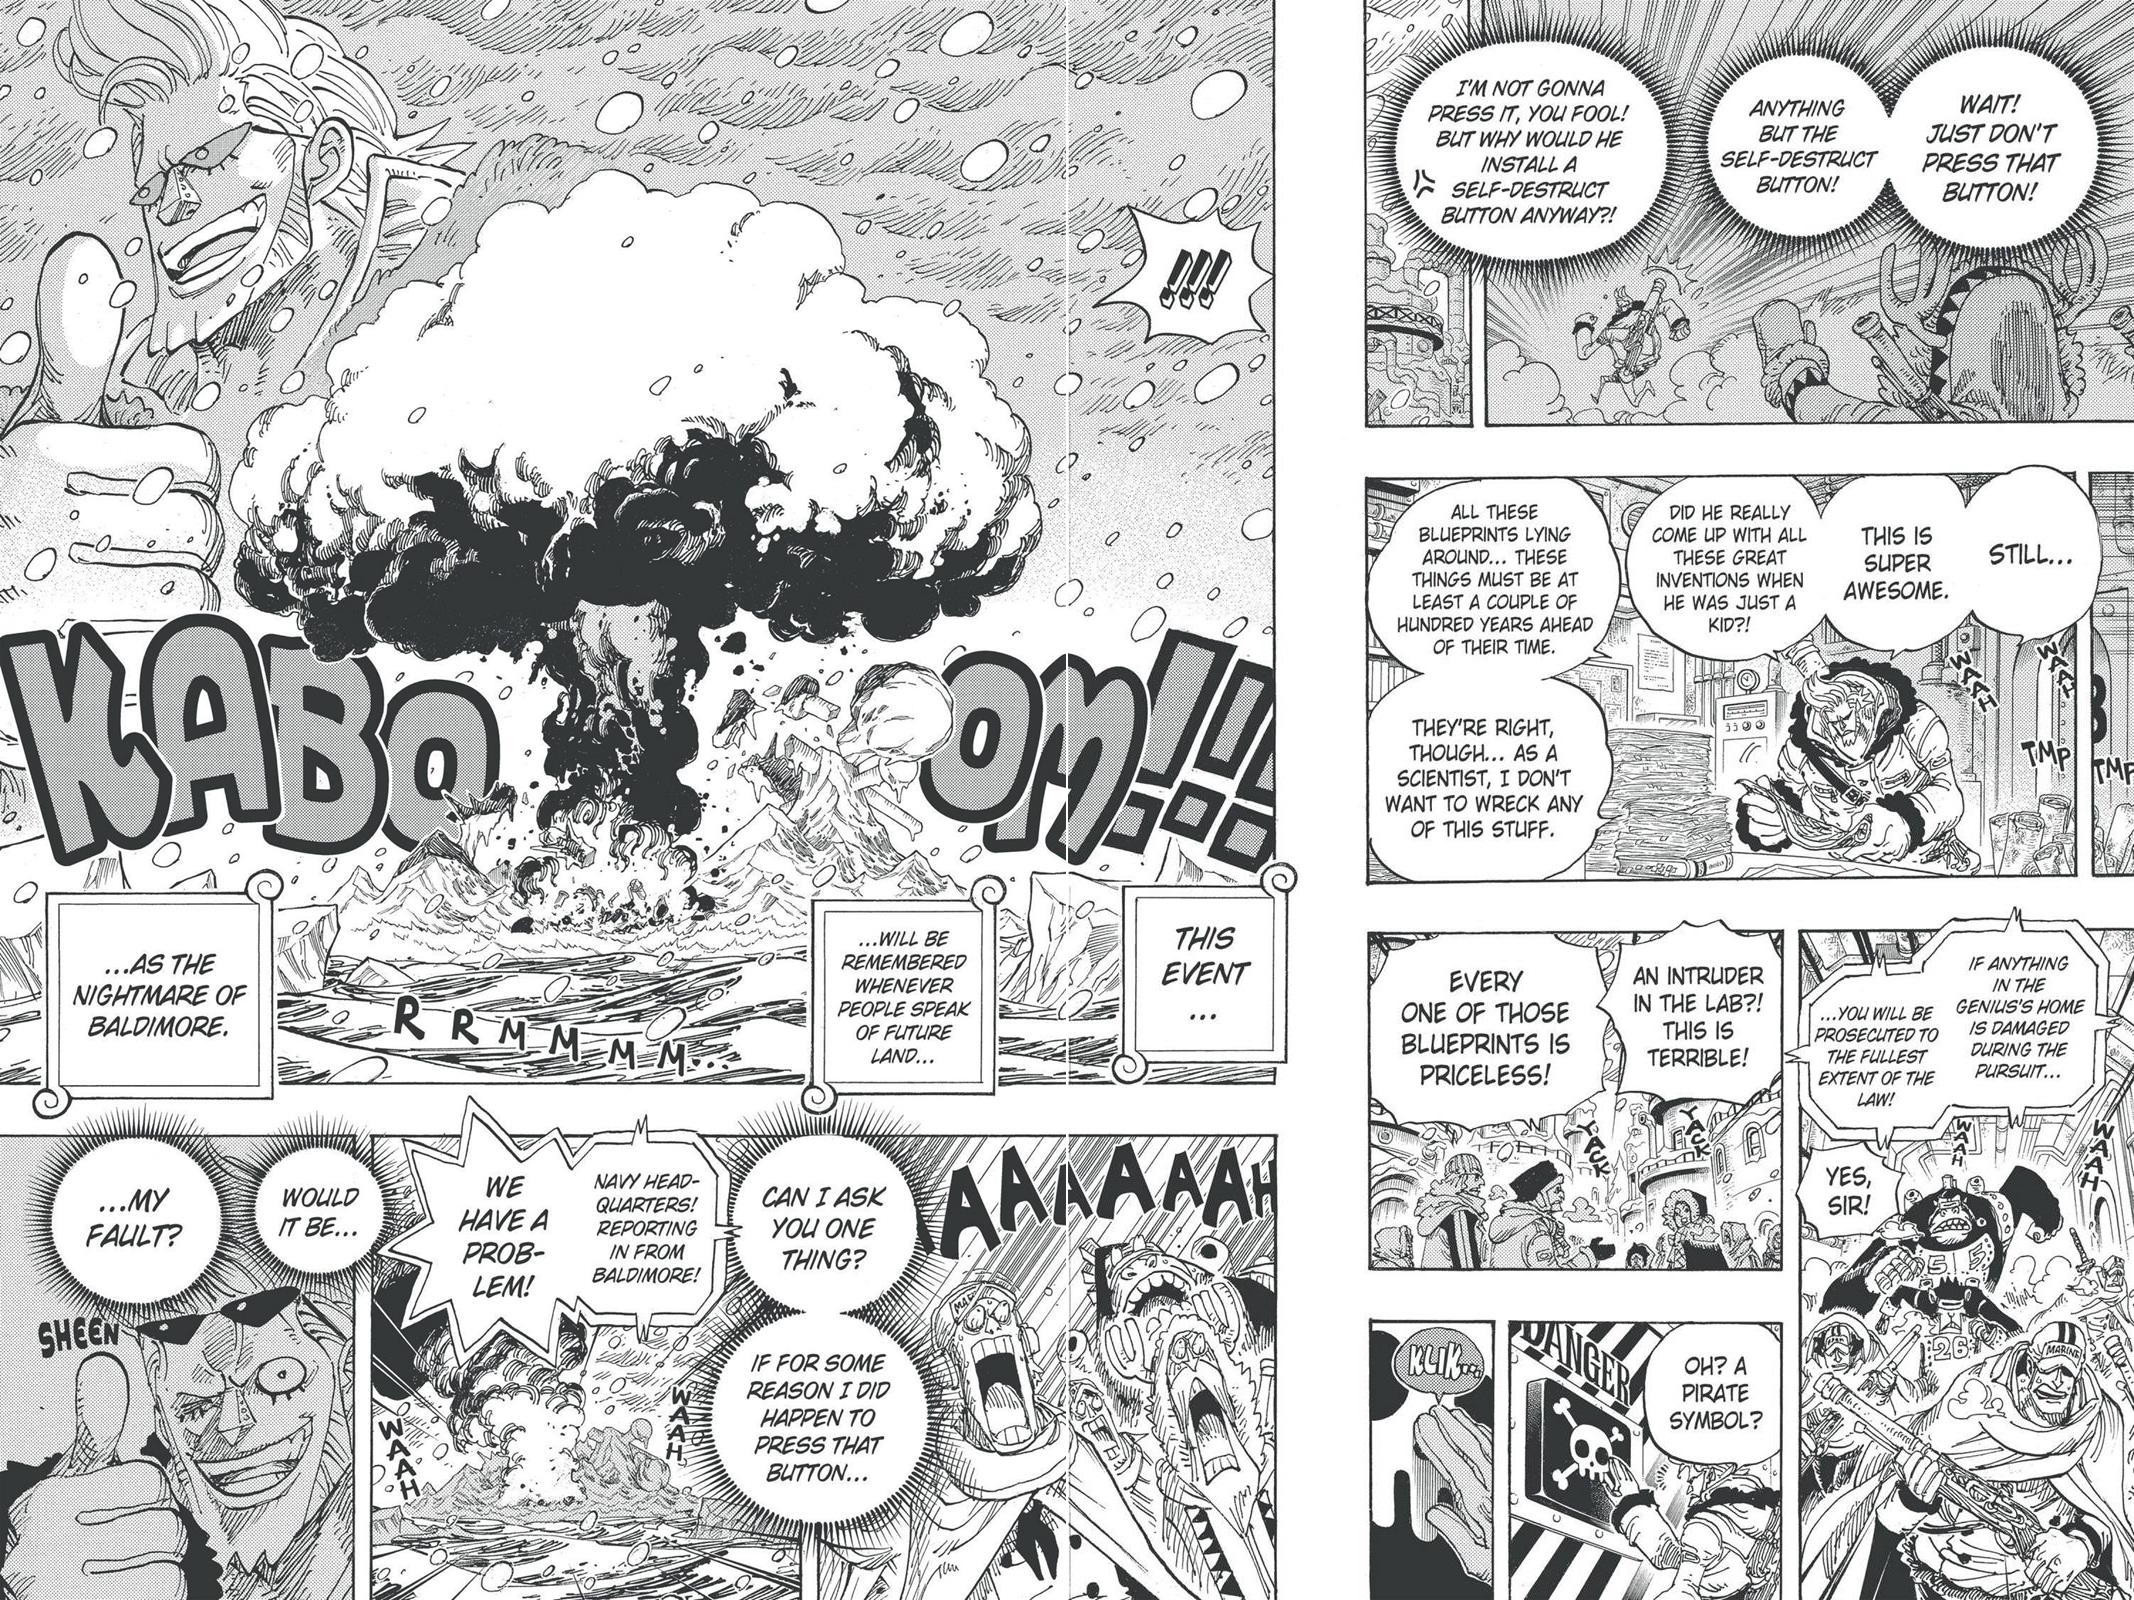 WAIT!
JUST DON'T
PRESS THAT
BUTTON!
ANYTHING
BUT THE
SELF-DESTRUCT
BUTTON!
I'M NOT GONNA
PRESS IT, YOU FOOL!
BUT WHY WOULD HE
INSTALL A
SELF-DESTRUCT
BUTTON ANYWAY?!
TMP
WAAH
TMP
WAAH
STILL...
THIS IS
SUPER
AWESOME.
DID HE REALLY
COME UP WITH ALL
THESE GREAT
INVENTIONS WHEN
HE WAS JUST A
KID?!
ALL THESE
BLUEPRINTS LYING
AROUND... THESE
THINGS MUST BE AT
LEAST A COUPLE OF
HUNDRED YEARS AHEAD
OF THEIR TIME.
THEY'RE RIGHT,
THOUGH... AS A
SCIENTIST, I DON'T
WANT TO WRECK ANY
OF THIS STUFF.
IF ANYTHING
IN THE
GENIUS'S HOME
IS DAMAGED
DURING THE
PURSUIT...
...YOU WILL BE
PROSECUTED TO
THE FULLEST
EXTENT OF THE
LAW!
WAAH
WAAH
YES,
SIR!
55
26
MARINE
AN INTRUDER
IN THE LAB?!
THIS IS
TERRIBLE!
EVERY
ONE OF THOSE
BLUEPRINTS IS
PRICELESS!
YACK
YACK
OH? A
PIRATE
SYMBOL?
DANGER
KLIK...
!!!
KABOOM!!!
THIS
EVENT
...
...WILL BE
REMEMBERED
WHENEVER
PEOPLE SPEAK
OF FUTURE
LAND...
RRMMMM...
...AS THE
NIGHTMARE OF
BALDIMORE.
AAAAAAAH
CAN I ASK
YOU ONE
THING?
IF FOR SOME
REASON I DID
HAPPEN TO
PRESS THAT
BUTTON...
NAVY HEAD-
QUARTERS!
REPORTING
IN FROM
BALDIMORE!
WE
HAVE A
PROB-
LEM!
WAAH
WAAH
WOULD
IT BE...
...MY
FAULT?
SHEEN